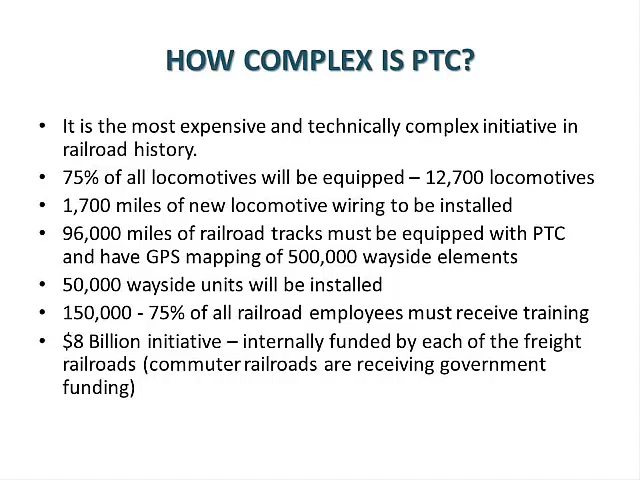 HOW COMPLEX IS PTC?
• It is the most expensive and technically complex initiative in
railroad history.
• 75% of all locomotives will be equipped – 12,700 locomotives
• 1,700 miles of new locomotive wiring to be installed
• 96,000 miles of railroad tracks must be equipped with PTC
and have GPS mapping of 500,000 wayside elements
• 50,000 wayside units will be installed
• 150,000 - 75% of all railroad employees must receive training
• $8 Billion initiative – internally funded by each of the freight
railroads (commuter railroads are receiving government
funding)